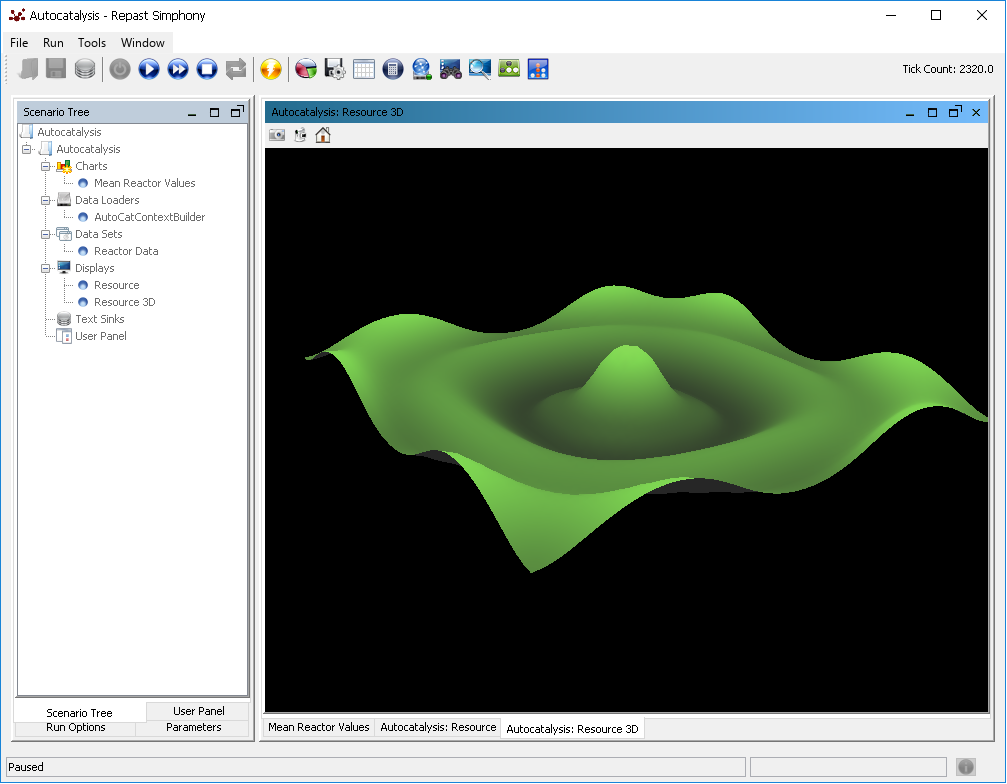 Autocatalysis - Repast Simphony
File Run Tools Window
Tick Count: 2320.0
Scenario Tree
Autocatalysis
Autocatalysis
Charts
Mean Reactor Values
Data Loaders
AutoCatContextBuilder
Data Sets
Reactor Data
Displays
Resource
Resource 3D
Text Sinks
User Panel
Scenario Tree User Panel
Run Options Parameters
Autocatalysis: Resource 3D
Mean Reactor Values Autocatalysis: Resource Autocatalysis: Resource 3D
Paused